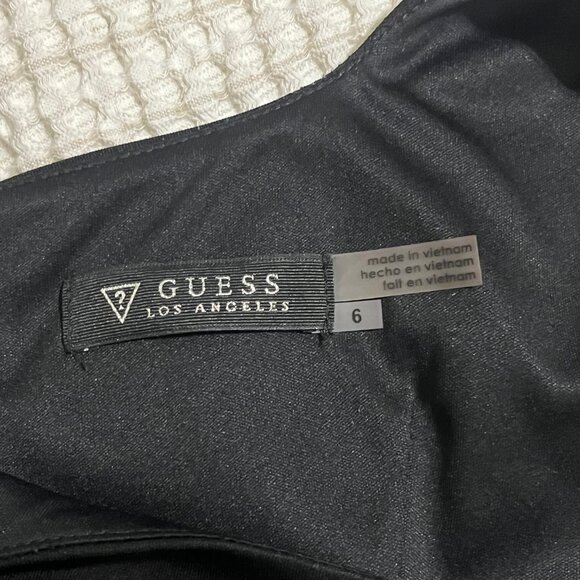 ?
GUESS
LOS ANGELES
made in vietnam
hecho en vietnam
fait en vietnam
6